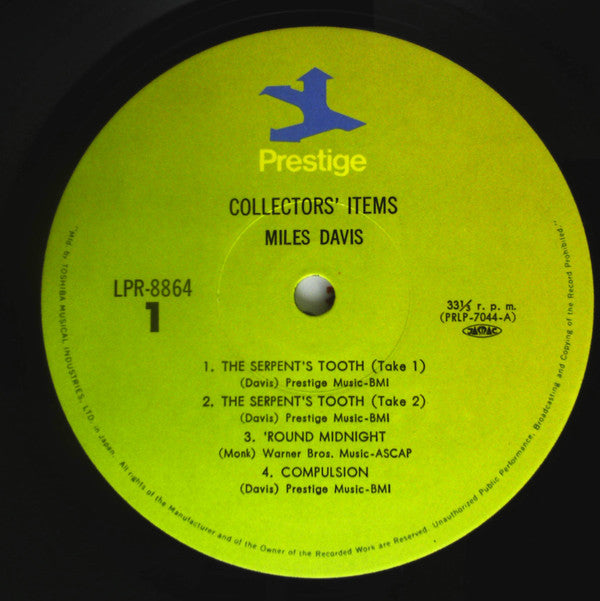 Prestige
COLLECTORS' ITEMS
MILES DAVIS
LPR-8864
1
33⅓ r. p. m.
(PRLP-7044-A)
JASRAC
1. THE SERPENT'S TOOTH (Take 1)
(Davis) Prestige Music-BMI
2. THE SERPENT'S TOOTH (Take 2)
(Davis) Prestige Music-BMI
3. 'ROUND MIDNIGHT
(Monk) Warner Bros. Music-ASCAP
4. COMPULSION
(Davis) Prestige Music-BMI
"Mfd. by TOSHIBA MUSICAL INDUSTRIES, LTD. in Japan. All rights of the Manufacturer and of the Owner of the Recorded Work are Reserved. Unauthorized Public Performance, Broadcasting and Copying of the Record Prohibited."